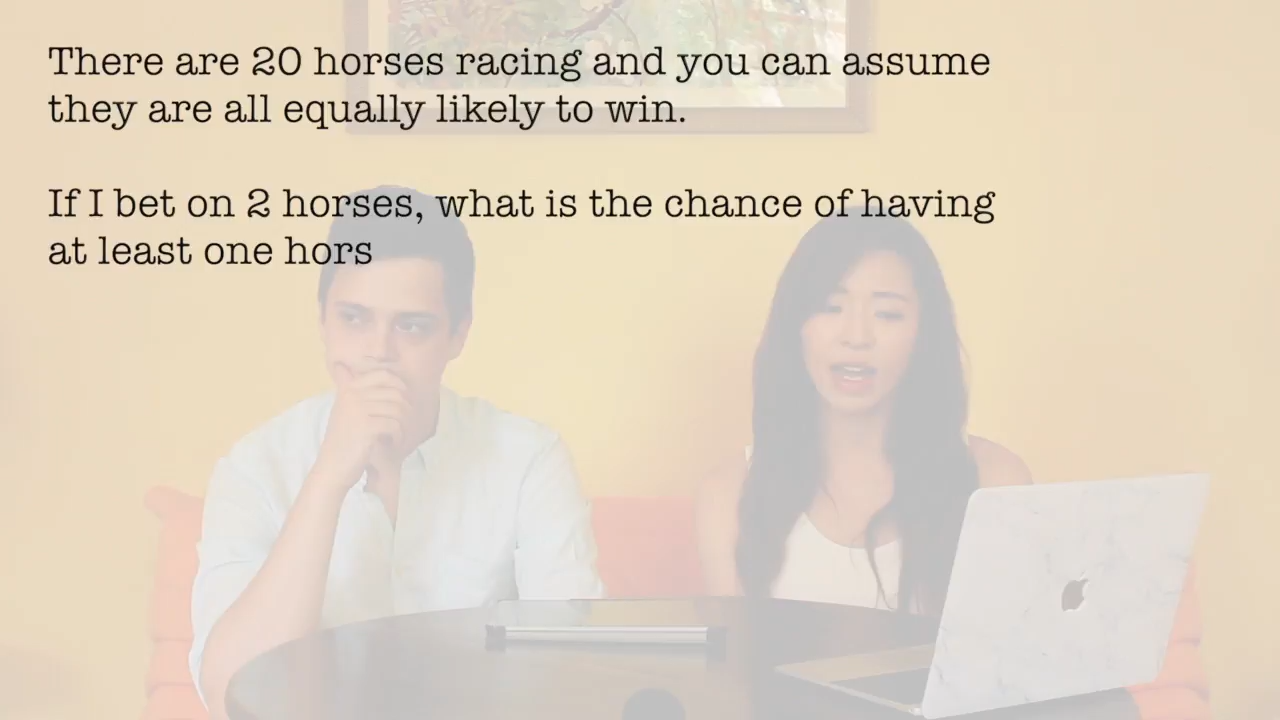 There are 20 horses racing and you can assume
they are all equally likely to win.
If I bet on 2 horses, what is the chance of having
at least one hors